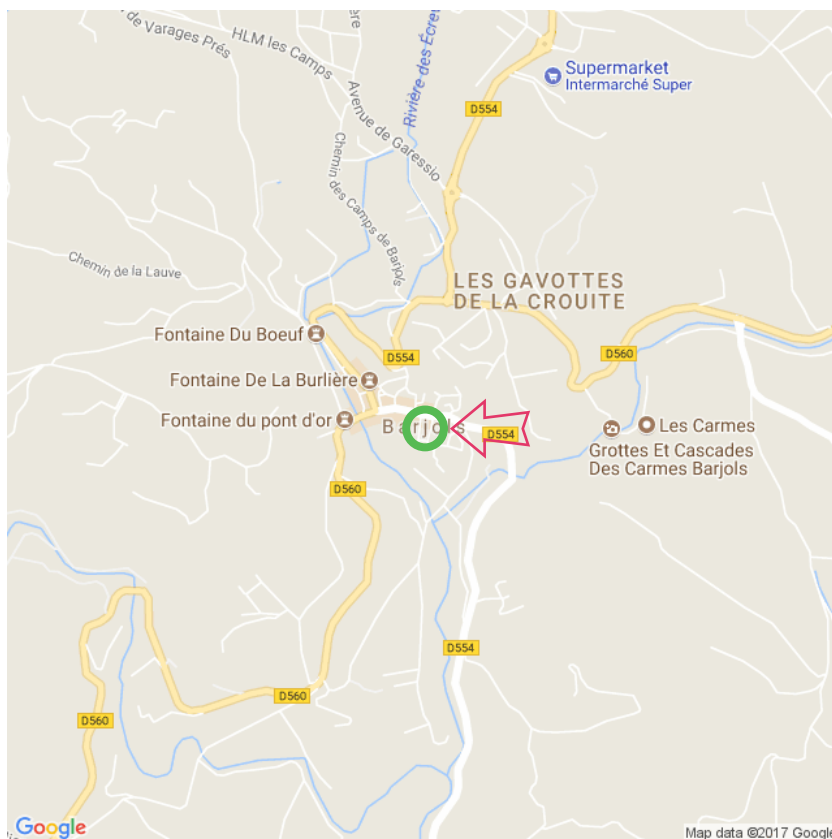 de Varages Prés
HLM les Camps
ière
Rivière des Écrev
Supermarket
Intermarché Super
D554
Avenue de Garessio
Chemin des Camps de Barjols
Chemin de la Lauve
LES GAVOTTES
DE LA CROUITE
Fontaine Du Boeuf
D554
D560
Fontaine De La Burlière
Fontaine du pont d'or
Barjols
D554
Les Carmes
Grottes Et Cascades
Des Carmes Barjols
D560
D554
D560
D560
Google
Map data ©2017 Google